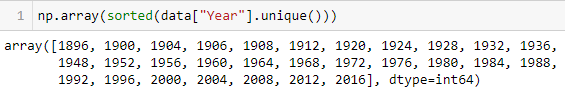 1 np.array(sorted(data["Year"].unique()))
array([1896, 1900, 1904, 1906, 1908, 1912, 1920, 1924, 1928, 1932, 1936,
1948, 1952, 1956, 1960, 1964, 1968, 1972, 1976, 1980, 1984, 1988,
1992, 1996, 2000, 2004, 2008, 2012, 2016], dtype=int64)